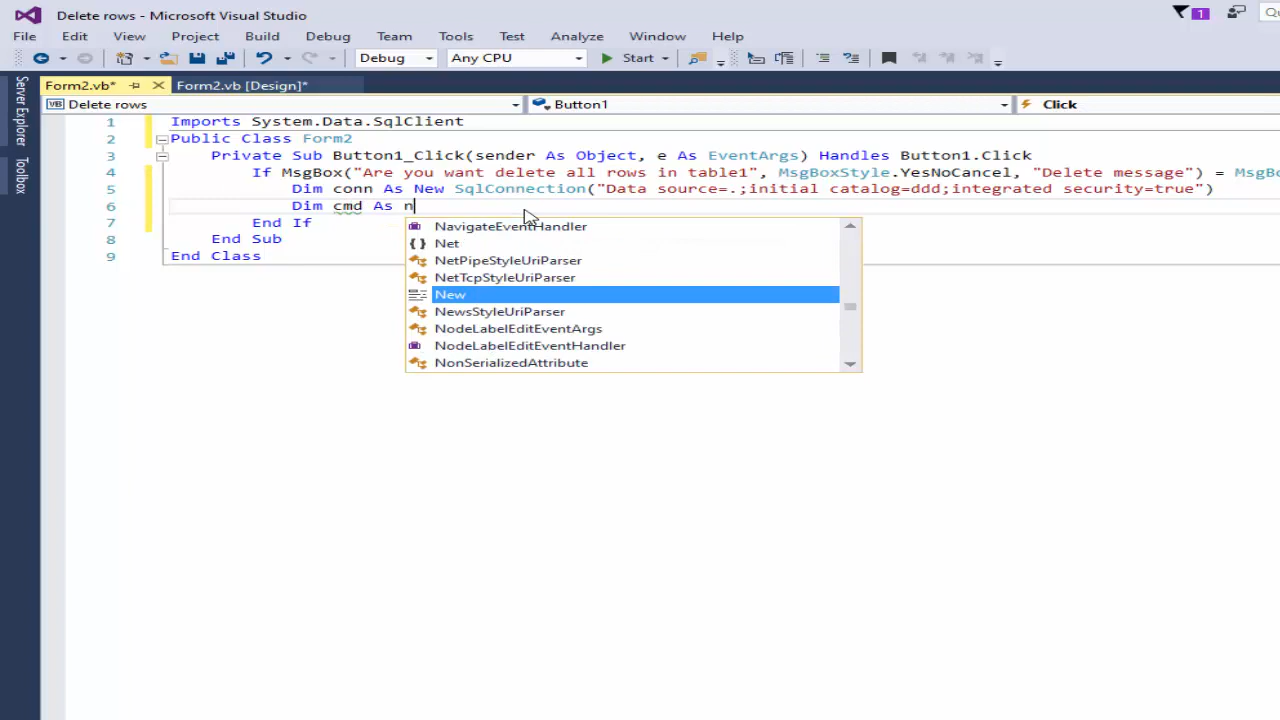 Delete rows - Microsoft Visual Studio
1
Qu
File Edit View Project Build Debug Team Tools Test Analyze Window Help
Debug Any CPU Start
Form2.vb* Form2.vb [Design]*
VB Delete rows Button1 Click
Server Explorer
Toolbox
1 Imports System.Data.SqlClient
2 Public Class Form2
3 Private Sub Button1_Click(sender As Object, e As EventArgs) Handles Button1.Click
4 If MsgBox("Are you want delete all rows in table1", MsgBoxStyle.YesNoCancel, "Delete message") = MsgBo
5 Dim conn As New SqlConnection("Data source=.;initial catalog=ddd;integrated security=true")
6 Dim cmd As n
7 End If
8 End Sub
9 End Class
NavigateEventHandler
{ } Net
NetPipeStyleUriParser
NetTcpStyleUriParser
New
NewsStyleUriParser
NodeLabelEditEventArgs
NodeLabelEditEventHandler
NonSerializedAttribute